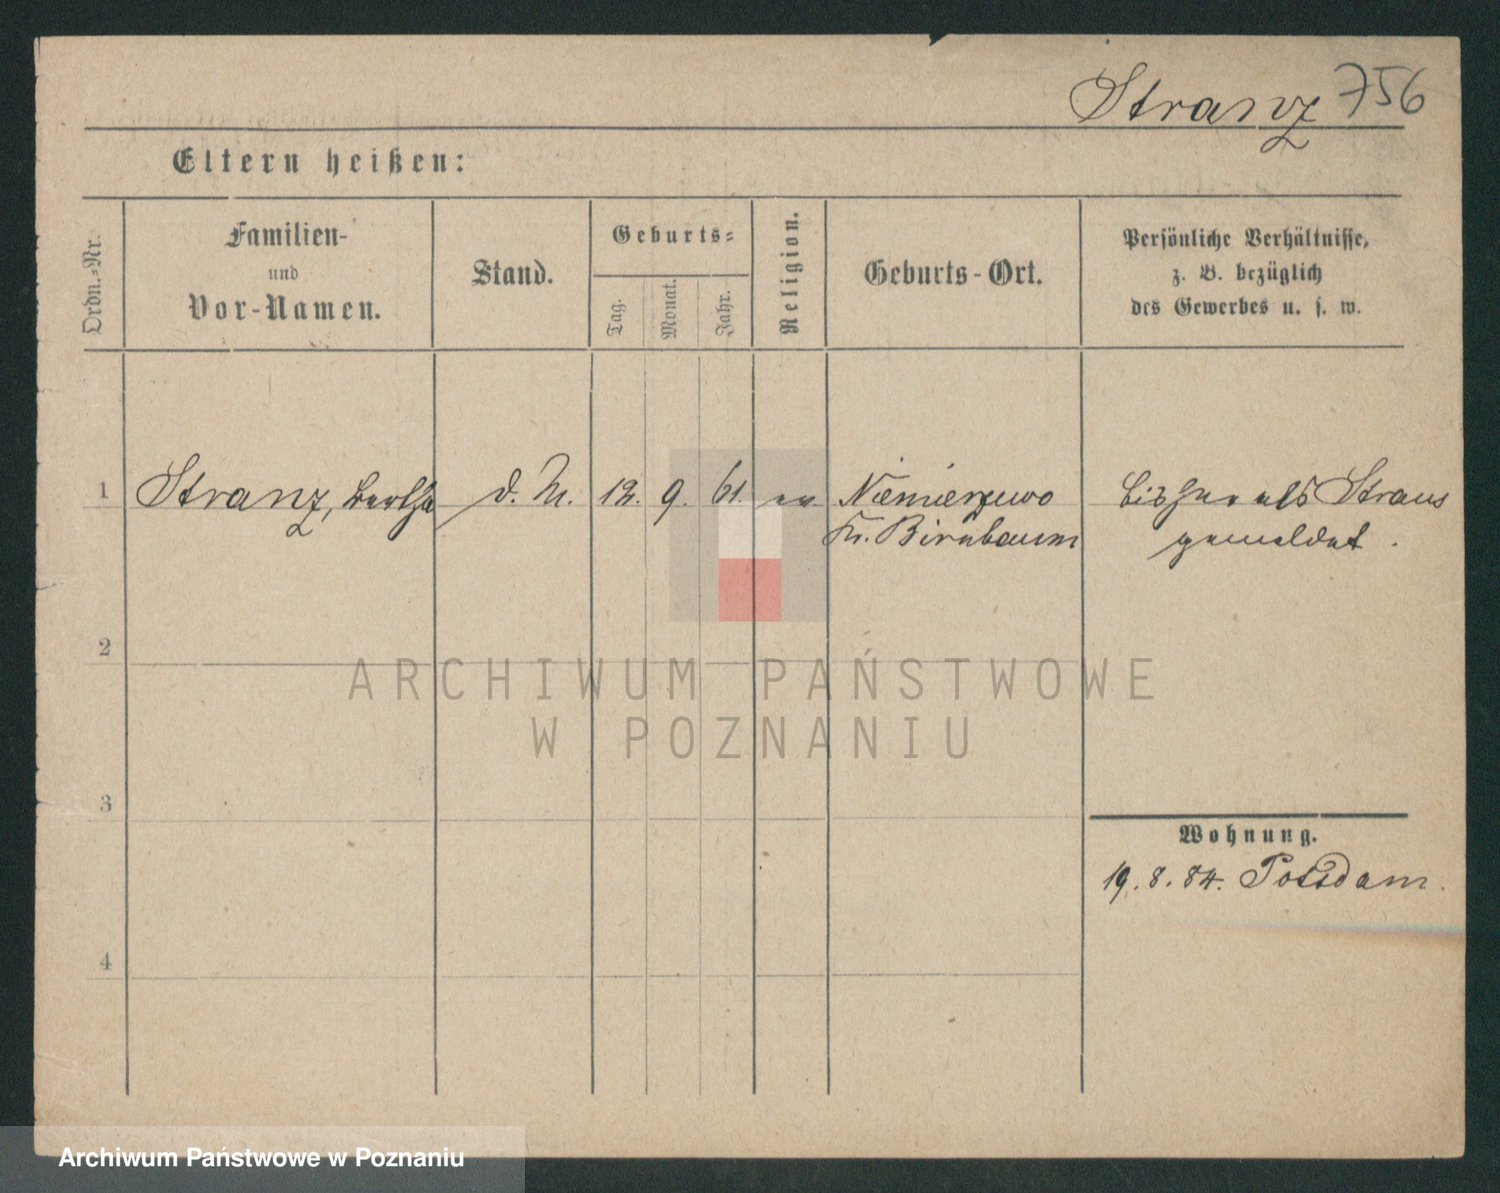 Stranz 756
Eltern heißen:
Ordn.-Nr.
Familien-
und
Vor-Namen.
Stand.
Geburts-
Tag.
Monat.
Jahr.
Religion.
Geburts-Ort.
Persönliche Verhältnisse,
z. B. bezüglich
des Gewerbes u. s. w.
1 Stranz, Bertha d. M. 12. 9. 61. ev. Niemierzewo bisher als Straus
Kr. Birnbaum gemeldet.
2
ARCHIWUM PAŃSTWOWE
W POZNANIU
3
Wohnung.
19. 8. 84. Potsdam.
4
Archiwum Państwowe w Poznaniu